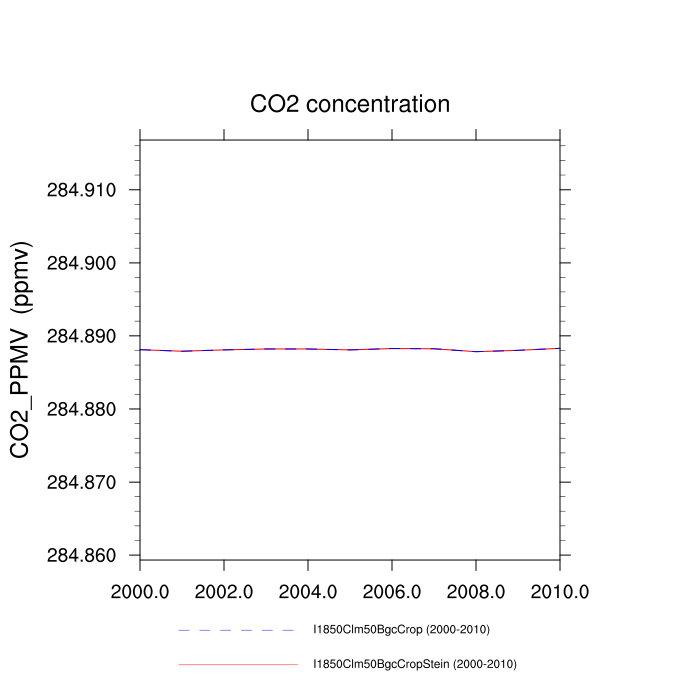 CO2 concentration
CO2_PPMV (ppmv)
284.910
284.900
284.890
284.880
284.870
284.860
2000.0 2002.0 2004.0 2006.0 2008.0 2010.0
I1850Clm50BgcCrop (2000-2010)
I1850Clm50BgcCropStein (2000-2010)